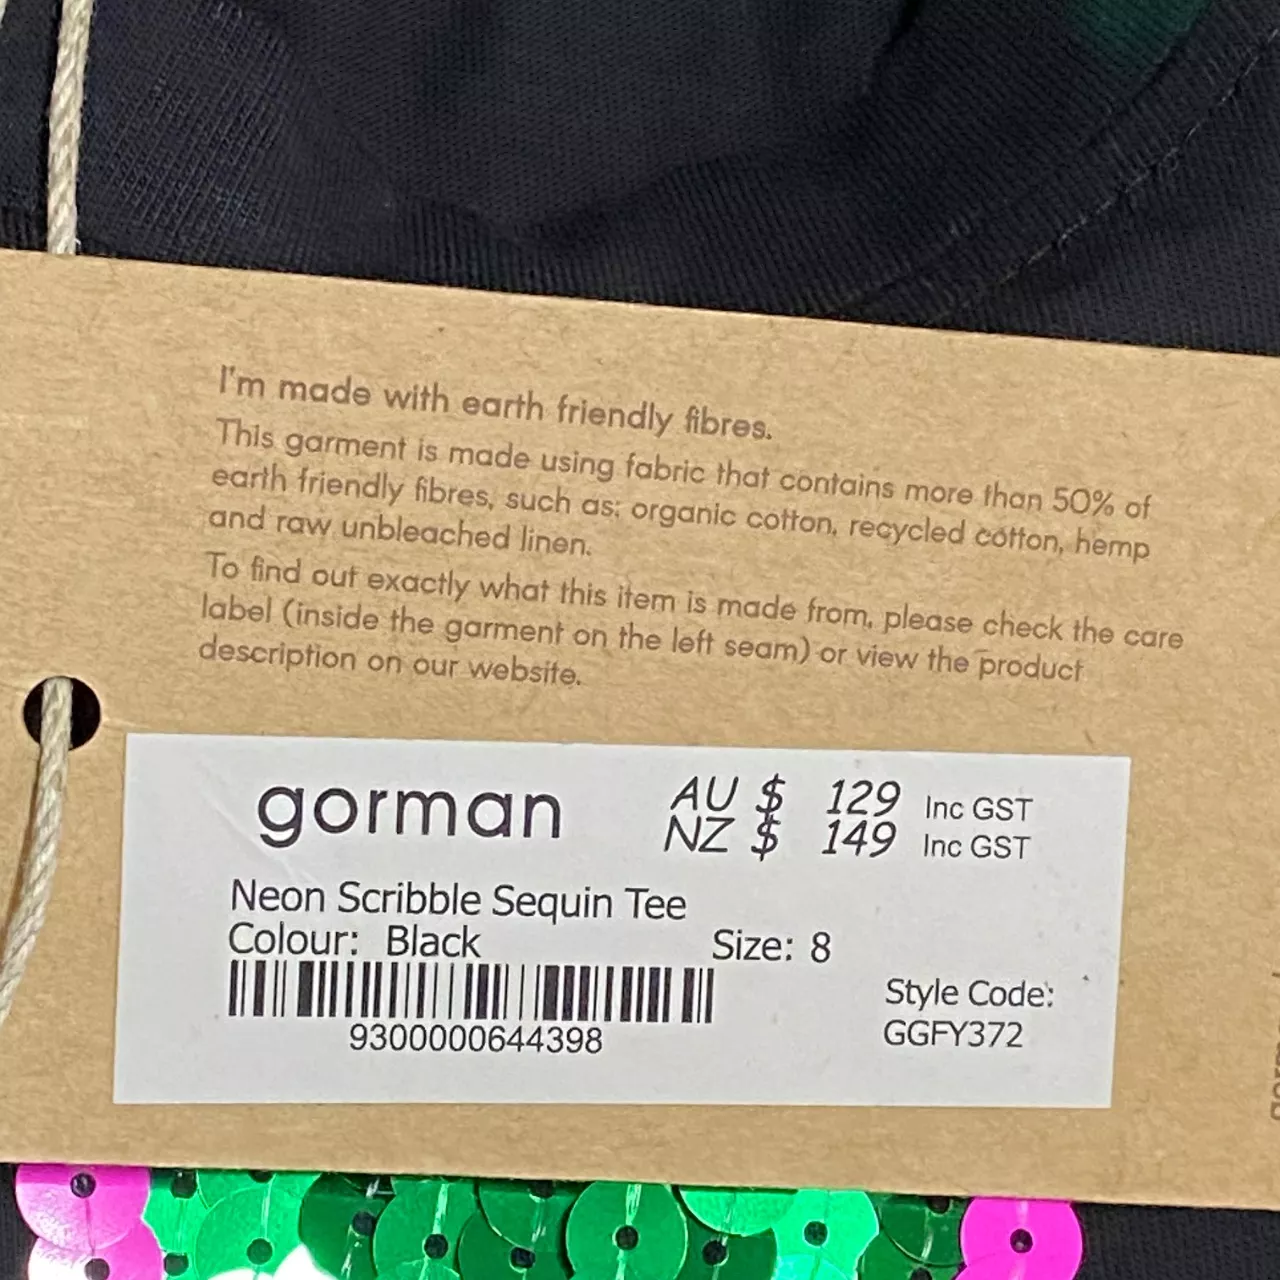 I'm made with earth friendly fibres.
This garment is made using fabric that contains more than 50% of
earth friendly fibres, such as: organic cotton, recycled cotton, hemp
and raw unbleached linen.
To find out exactly what this item is made from, please check the care
label (inside the garment on the left seam) or view the product
description on our website.
gorman
AU $ 129 Inc GST
NZ $ 149 Inc GST
Neon Scribble Sequin Tee
Colour: Black Size: 8
Style Code:
9300000644398
GGFY372